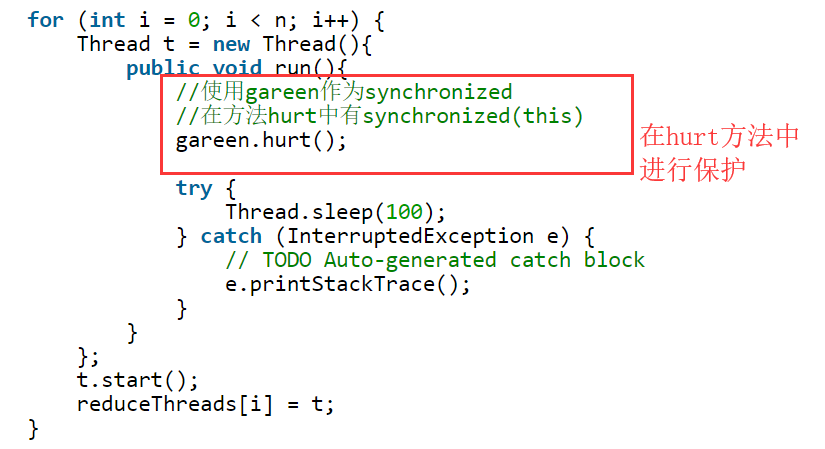 for (int i = 0; i < n; i++) {
    Thread t = new Thread(){
        public void run(){
            //使用gareen作为synchronized
            //在方法hurt中有synchronized(this)
            gareen.hurt();
            try {
                Thread.sleep(100);
            } catch (InterruptedException e) {
                // TODO Auto-generated catch block
                e.printStackTrace();
            }
        }
    };
    t.start();
    reduceThreads[i] = t;
}
在hurt方法中
进行保护